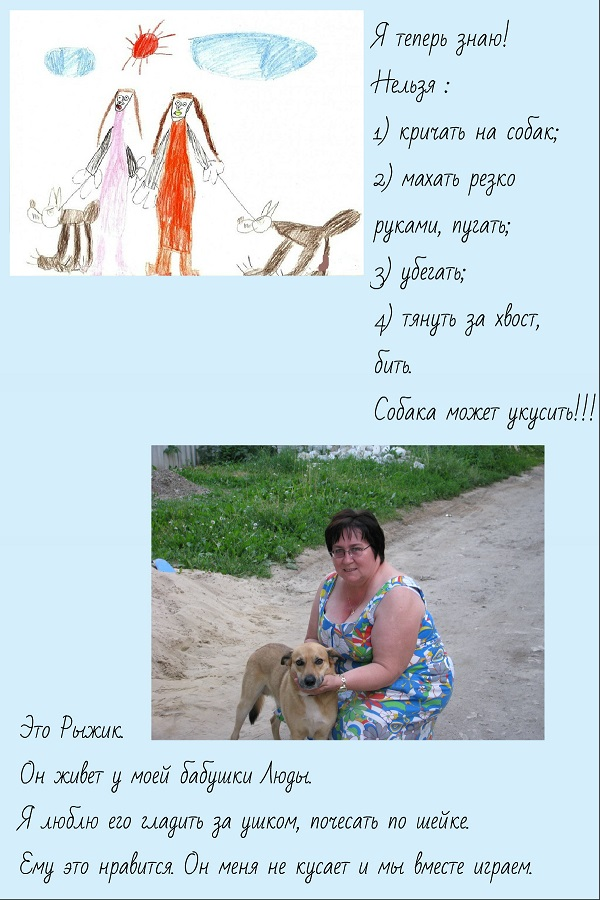 Я теперь знаю!
Нельзя :
1) кричать на собак;
2) махать резко
руками, пугать;
3) убегать;
4) тянуть за хвост,
бить.
Собака может укусить!!!
Это Рыжик.
Он живет у моей бабушки Люды.
Я люблю его гладить за ушком, почесать по шейке.
Ему это нравится. Он меня не кусает и мы вместе играем.